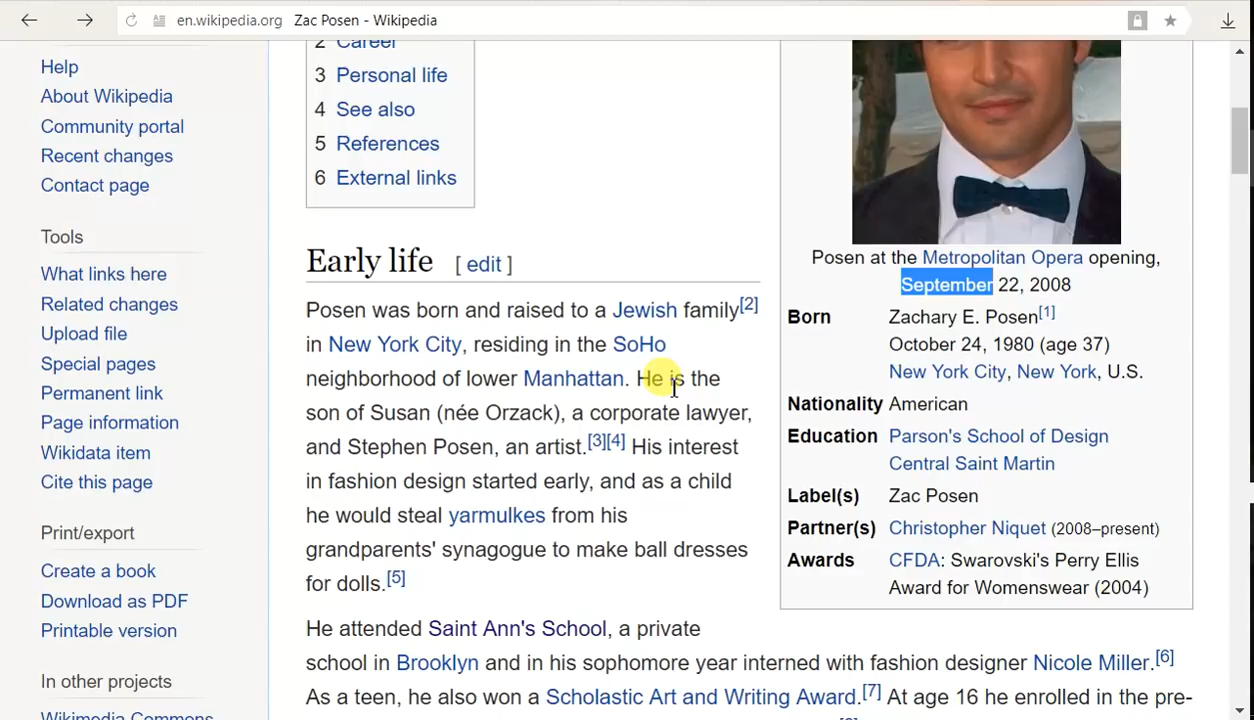 en.wikipedia.org Zac Posen - Wikipedia
Help
About Wikipedia
Community portal
Recent changes
Contact page
Tools
What links here
Related changes
Upload file
Special pages
Permanent link
Page information
Wikidata item
Cite this page
Print/export
Create a book
Download as PDF
Printable version
In other projects
Wikimedia Commons
2 Career
3 Personal life
4 See also
5 References
6 External links
Early life [ edit ]
Posen was born and raised to a Jewish family[2]
in New York City, residing in the SoHo
neighborhood of lower Manhattan. He is the
son of Susan (née Orzack), a corporate lawyer,
and Stephen Posen, an artist.[3][4] His interest
in fashion design started early, and as a child
he would steal yarmulkes from his
grandparents' synagogue to make ball dresses
for dolls.[5]
He attended Saint Ann's School, a private
school in Brooklyn and in his sophomore year interned with fashion designer Nicole Miller.[6]
As a teen, he also won a Scholastic Art and Writing Award.[7] At age 16 he enrolled in the pre-
Posen at the Metropolitan Opera opening,
September 22, 2008
Born Zachary E. Posen[1]
October 24, 1980 (age 37)
New York City, New York, U.S.
Nationality American
Education Parson's School of Design
Central Saint Martin
Label(s) Zac Posen
Partner(s) Christopher Niquet (2008–present)
Awards CFDA: Swarovski's Perry Ellis
Award for Womenswear (2004)